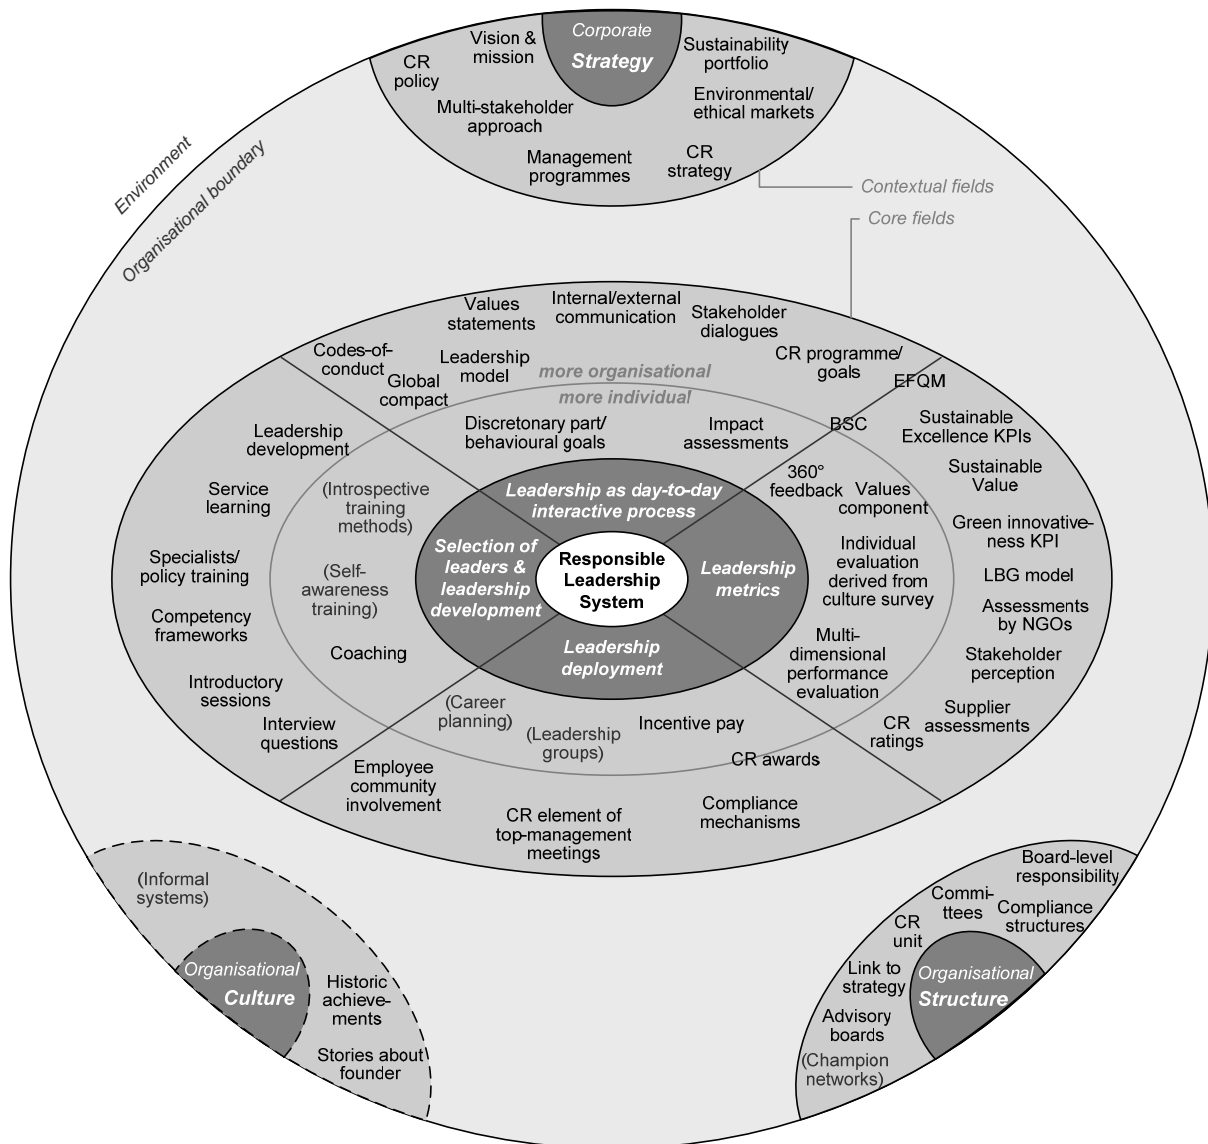 Corporate
Strategy
Vision &
mission
CR
policy
Sustainability
portfolio
Multi-stakeholder
approach
Environmental/
ethical markets
Management
programmes
CR
strategy
Environment
Organisational boundary
Contextual fields
Core fields
Values
statements
Internal/external
communication
Stakeholder
dialogues
Codes-of-
conduct
Leadership
model
Global
compact
CR programme/
goals
more organisational
more individual
Discretonary part/
behavioural goals
Impact
assessments
EFQM
BSC
Sustainable
Excellence KPIs
Sustainable
Value
360°
feedback
Values
component
Green innovative-
ness KPI
Individual
evaluation
derived from
culture survey
LBG model
Assessments
by NGOs
Multi-
dimensional
performance
evaluation
Stakeholder
perception
Supplier
assessments
CR
ratings
Leadership
development
Service
learning
(Introspective
training
methods)
Specialists/
policy training
(Self-
awareness
training)
Competency
frameworks
Coaching
Introductory
sessions
Interview
questions
Leadership as day-to-day
interactive process
Selection of
leaders &
leadership
development
Responsible
Leadership
System
Leadership
metrics
Leadership
deployment
(Career
planning)
(Leadership
groups)
Incentive pay
CR awards
Employee
community
involvement
CR element of
top-management
meetings
Compliance
mechanisms
(Informal
systems)
Organisational
Culture
Historic
achieve-
ments
Stories about
founder
Board-level
responsibility
Commi-
ttees
Compliance
structures
CR
unit
Link to
strategy
Organisational
Structure
Advisory
boards
(Champion
networks)